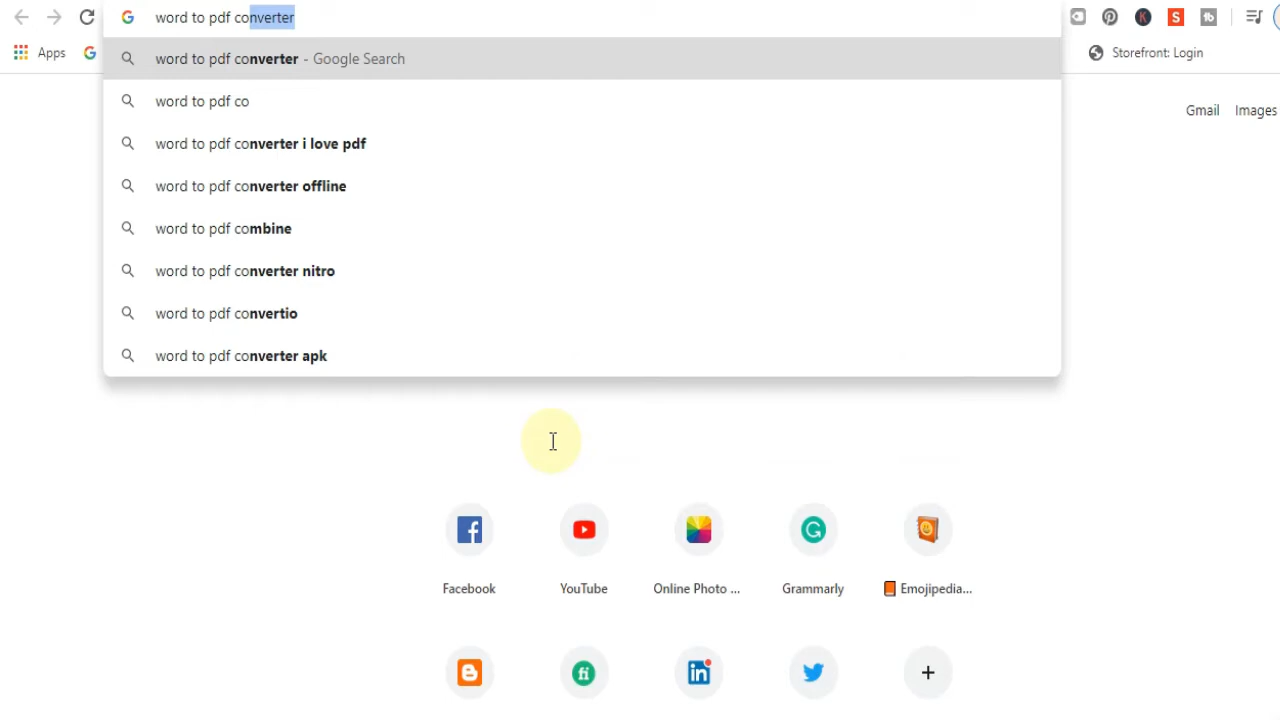 word to pdf converter
Apps
Storefront: Login
word to pdf converter - Google Search
word to pdf co
Gmail Images
word to pdf converter i love pdf
word to pdf converter offline
word to pdf combine
word to pdf converter nitro
word to pdf convertio
word to pdf converter apk
Facebook YouTube Online Photo ... Grammarly Emojipedia...